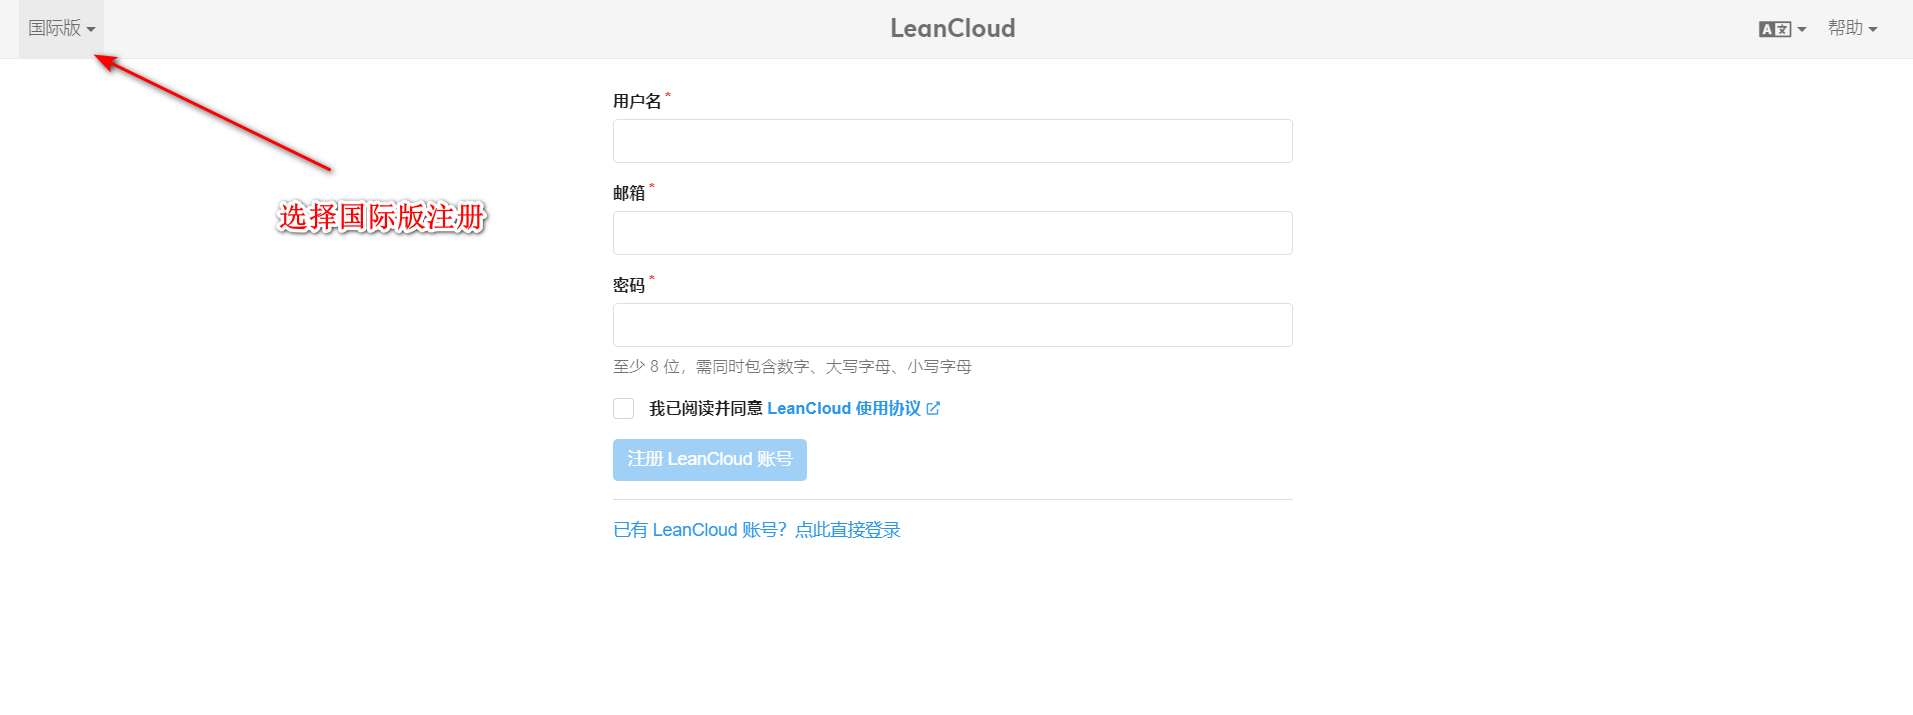 国际版
LeanCloud
A文
帮助
用户名 *
选择国际版注册
邮箱 *
密码 *
至少 8 位，需同时包含数字、大写字母、小写字母
我已阅读并同意 LeanCloud 使用协议
注册 LeanCloud 账号
已有 LeanCloud 账号？点此直接登录